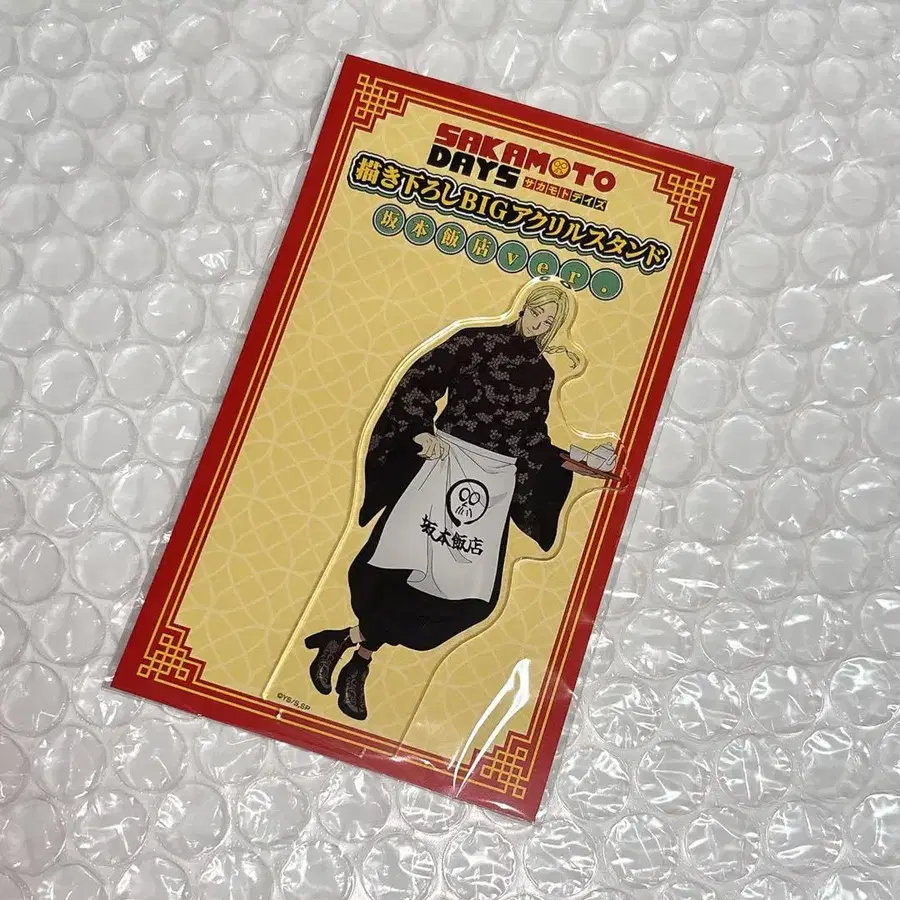 SAKAMOTO
DAYS サカモトデイズ
描き下ろしBIGアクリルスタンド
坂本飯店ver.
坂本飯店
©YS/S,SP